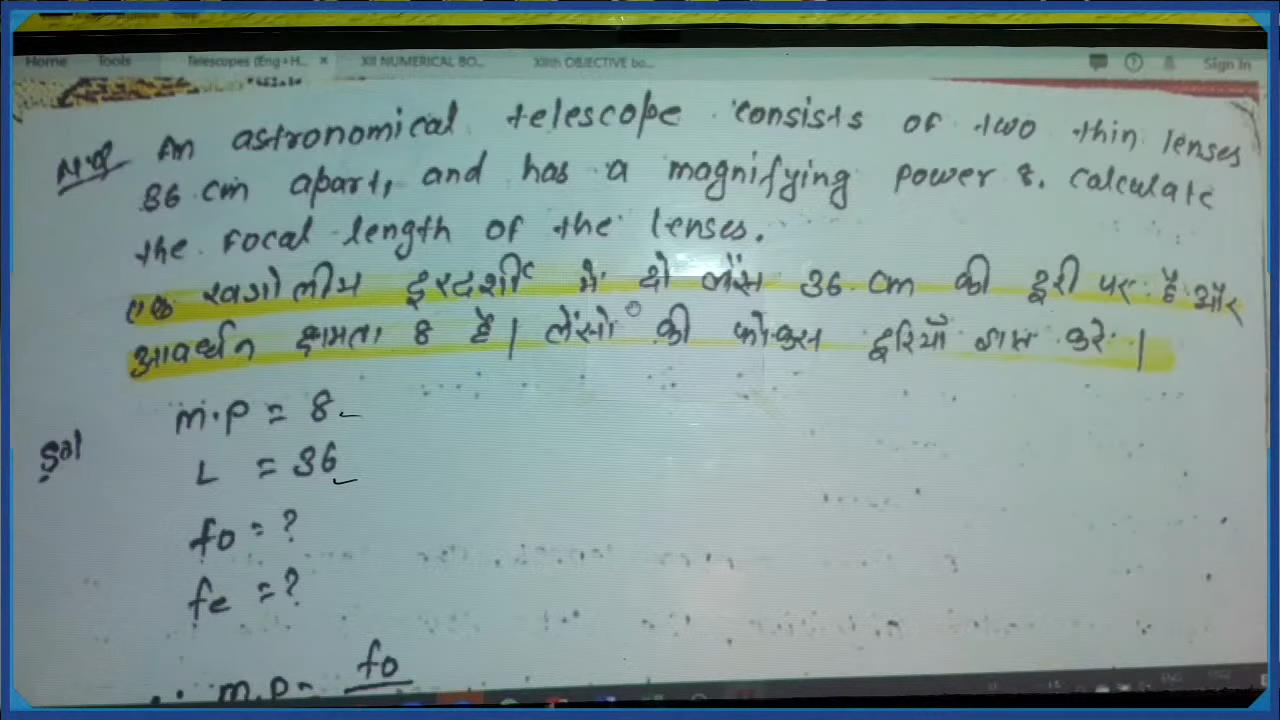 Home Tools Telescopes (Eng+H... × XII NUMERICAL BO... XIIth OBJECTIVE bo... Sign In
An astronomical telescope consists of two thin lenses
36 cm apart, and has a magnifying power 8. calculate
the focal length of the lenses.
एक खगोलीय दूरदर्शी में दो लेंस 36 cm की दूरी पर है और
आवर्धन क्षमता 8 है। लेंसो की फोकस दूरियाँ ज्ञात करे।
Sol
m.p = 8
L = 36
fo = ?
fe = ?
∴ m.p = fo